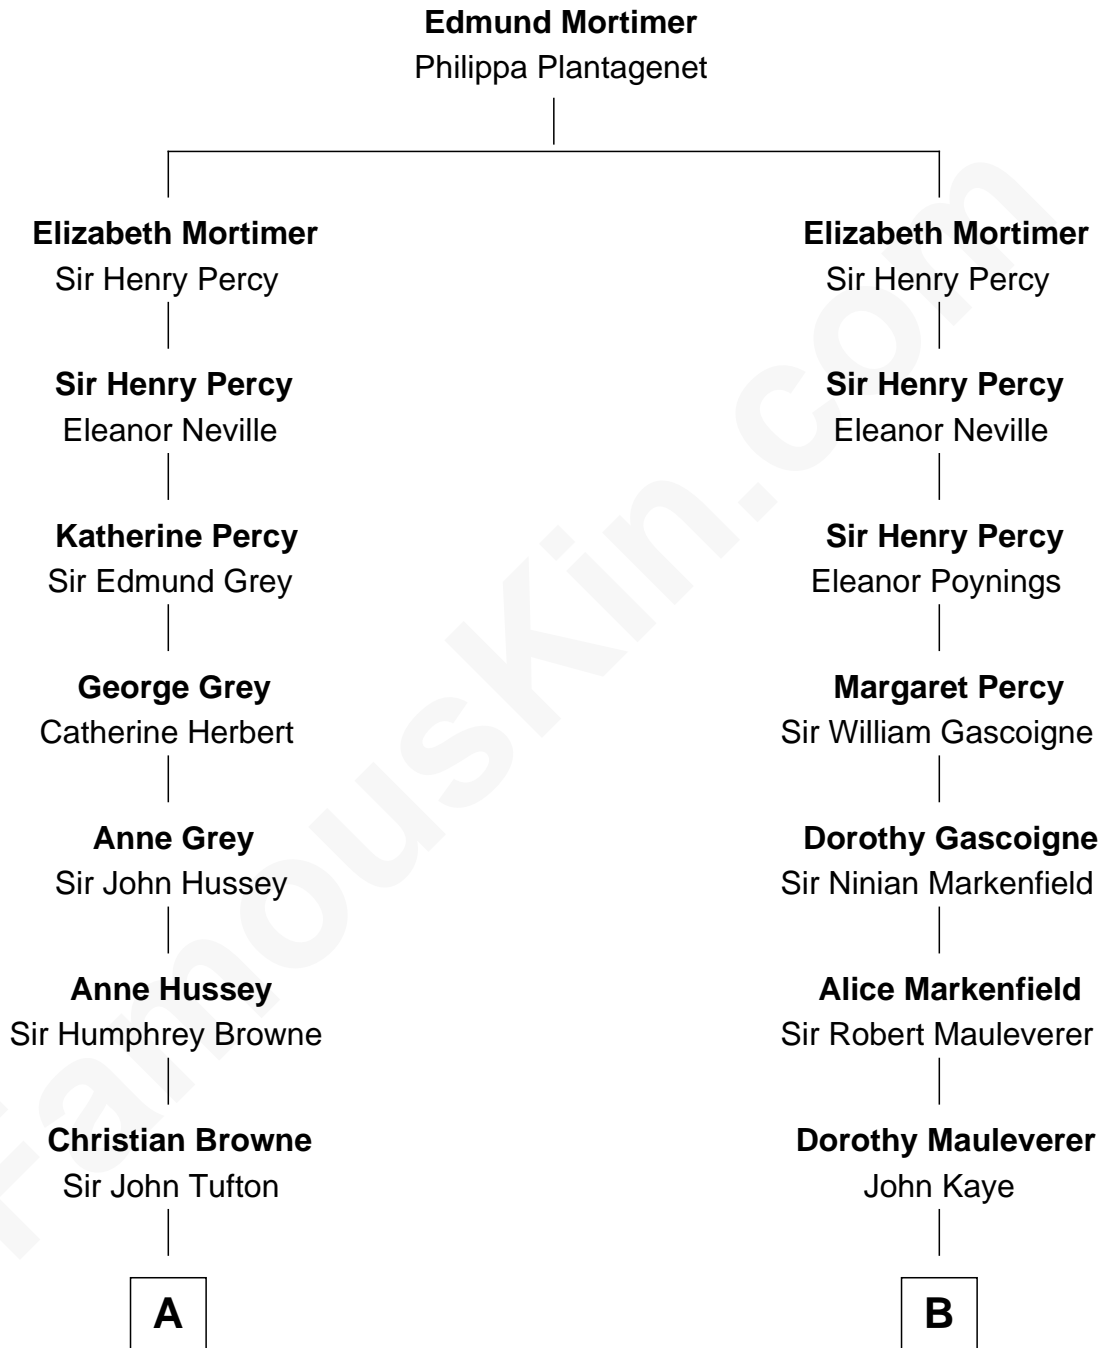 Edmund Mortimer
Philippa Plantagenet
Elizabeth Mortimer
Sir Henry Percy
Sir Henry Percy
Eleanor Neville
Katherine Percy
Sir Edmund Grey
George Grey
Catherine Herbert
Anne Grey
Sir John Hussey
Anne Hussey
Sir Humphrey Browne
Christian Browne
Sir John Tufton
A
Elizabeth Mortimer
Sir Henry Percy
Sir Henry Percy
Eleanor Neville
Sir Henry Percy
Eleanor Poynings
Margaret Percy
Sir William Gascoigne
Dorothy Gascoigne
Sir Ninian Markenfield
Alice Markenfield
Sir Robert Mauleverer
Dorothy Mauleverer
John Kaye
B
FamousKin.com